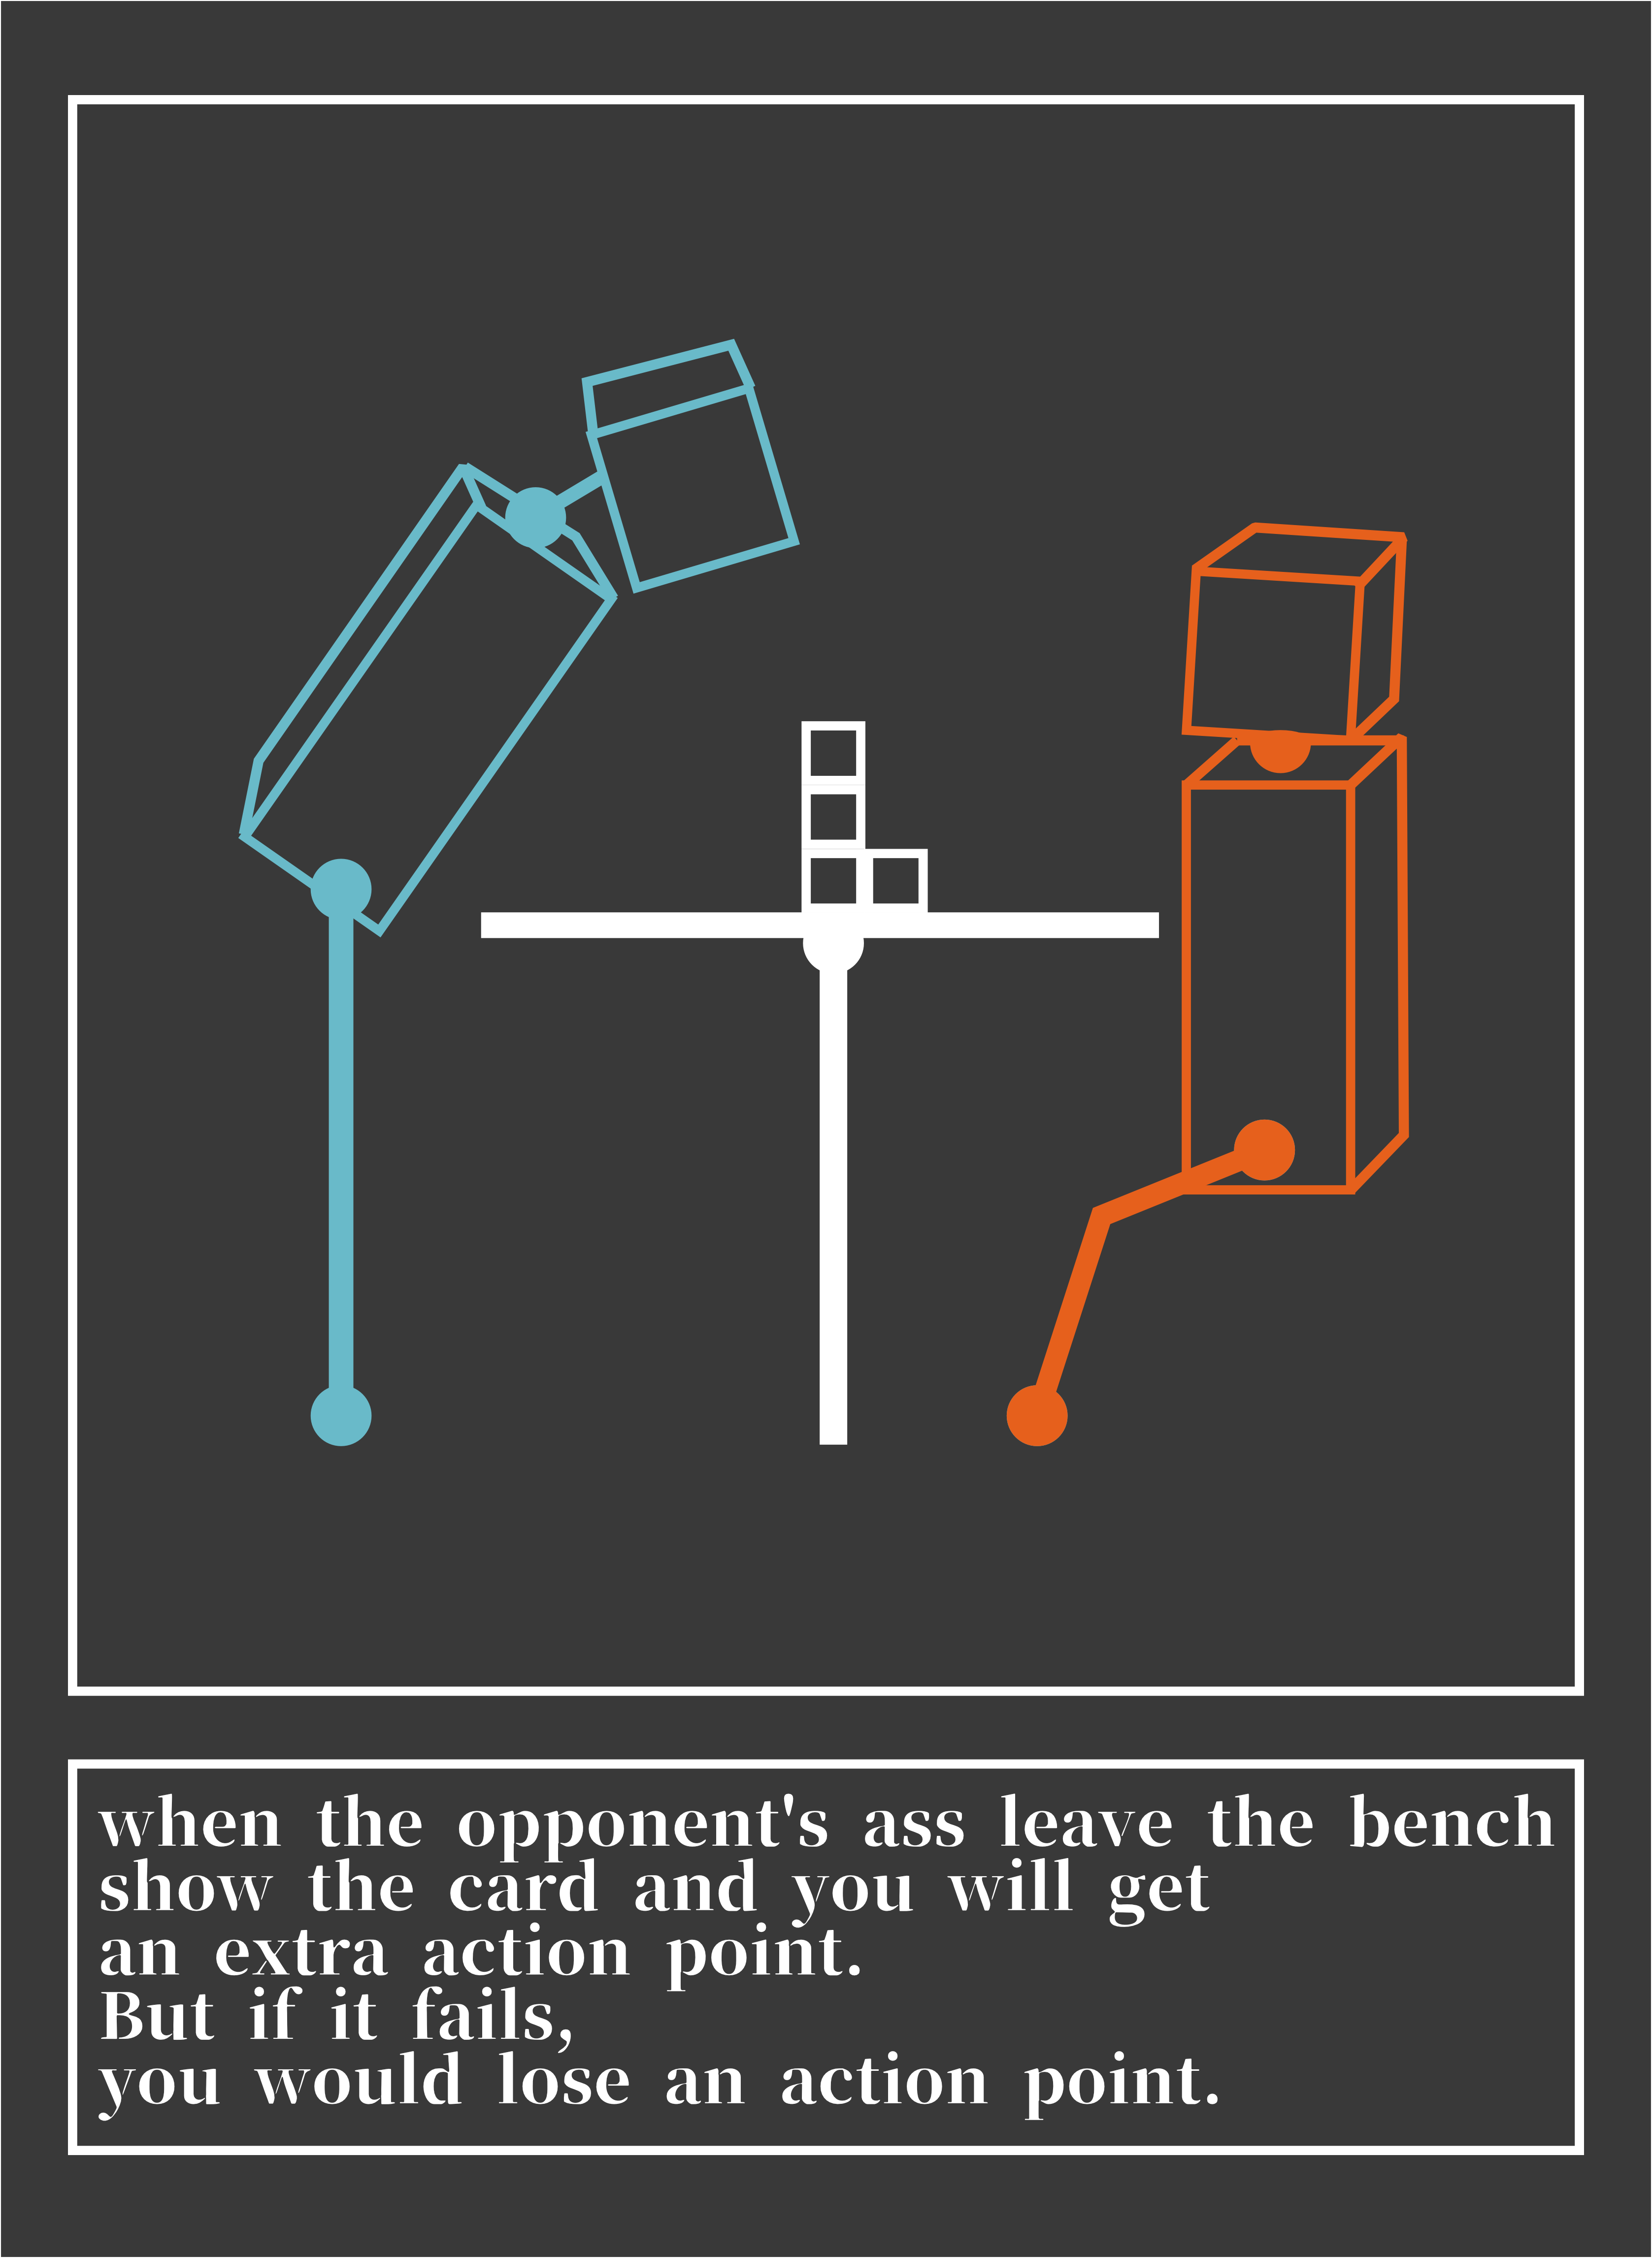 when the opponent's ass leave the bench
show the card and you will get
an extra action point.
But if it fails,
you would lose an action point.